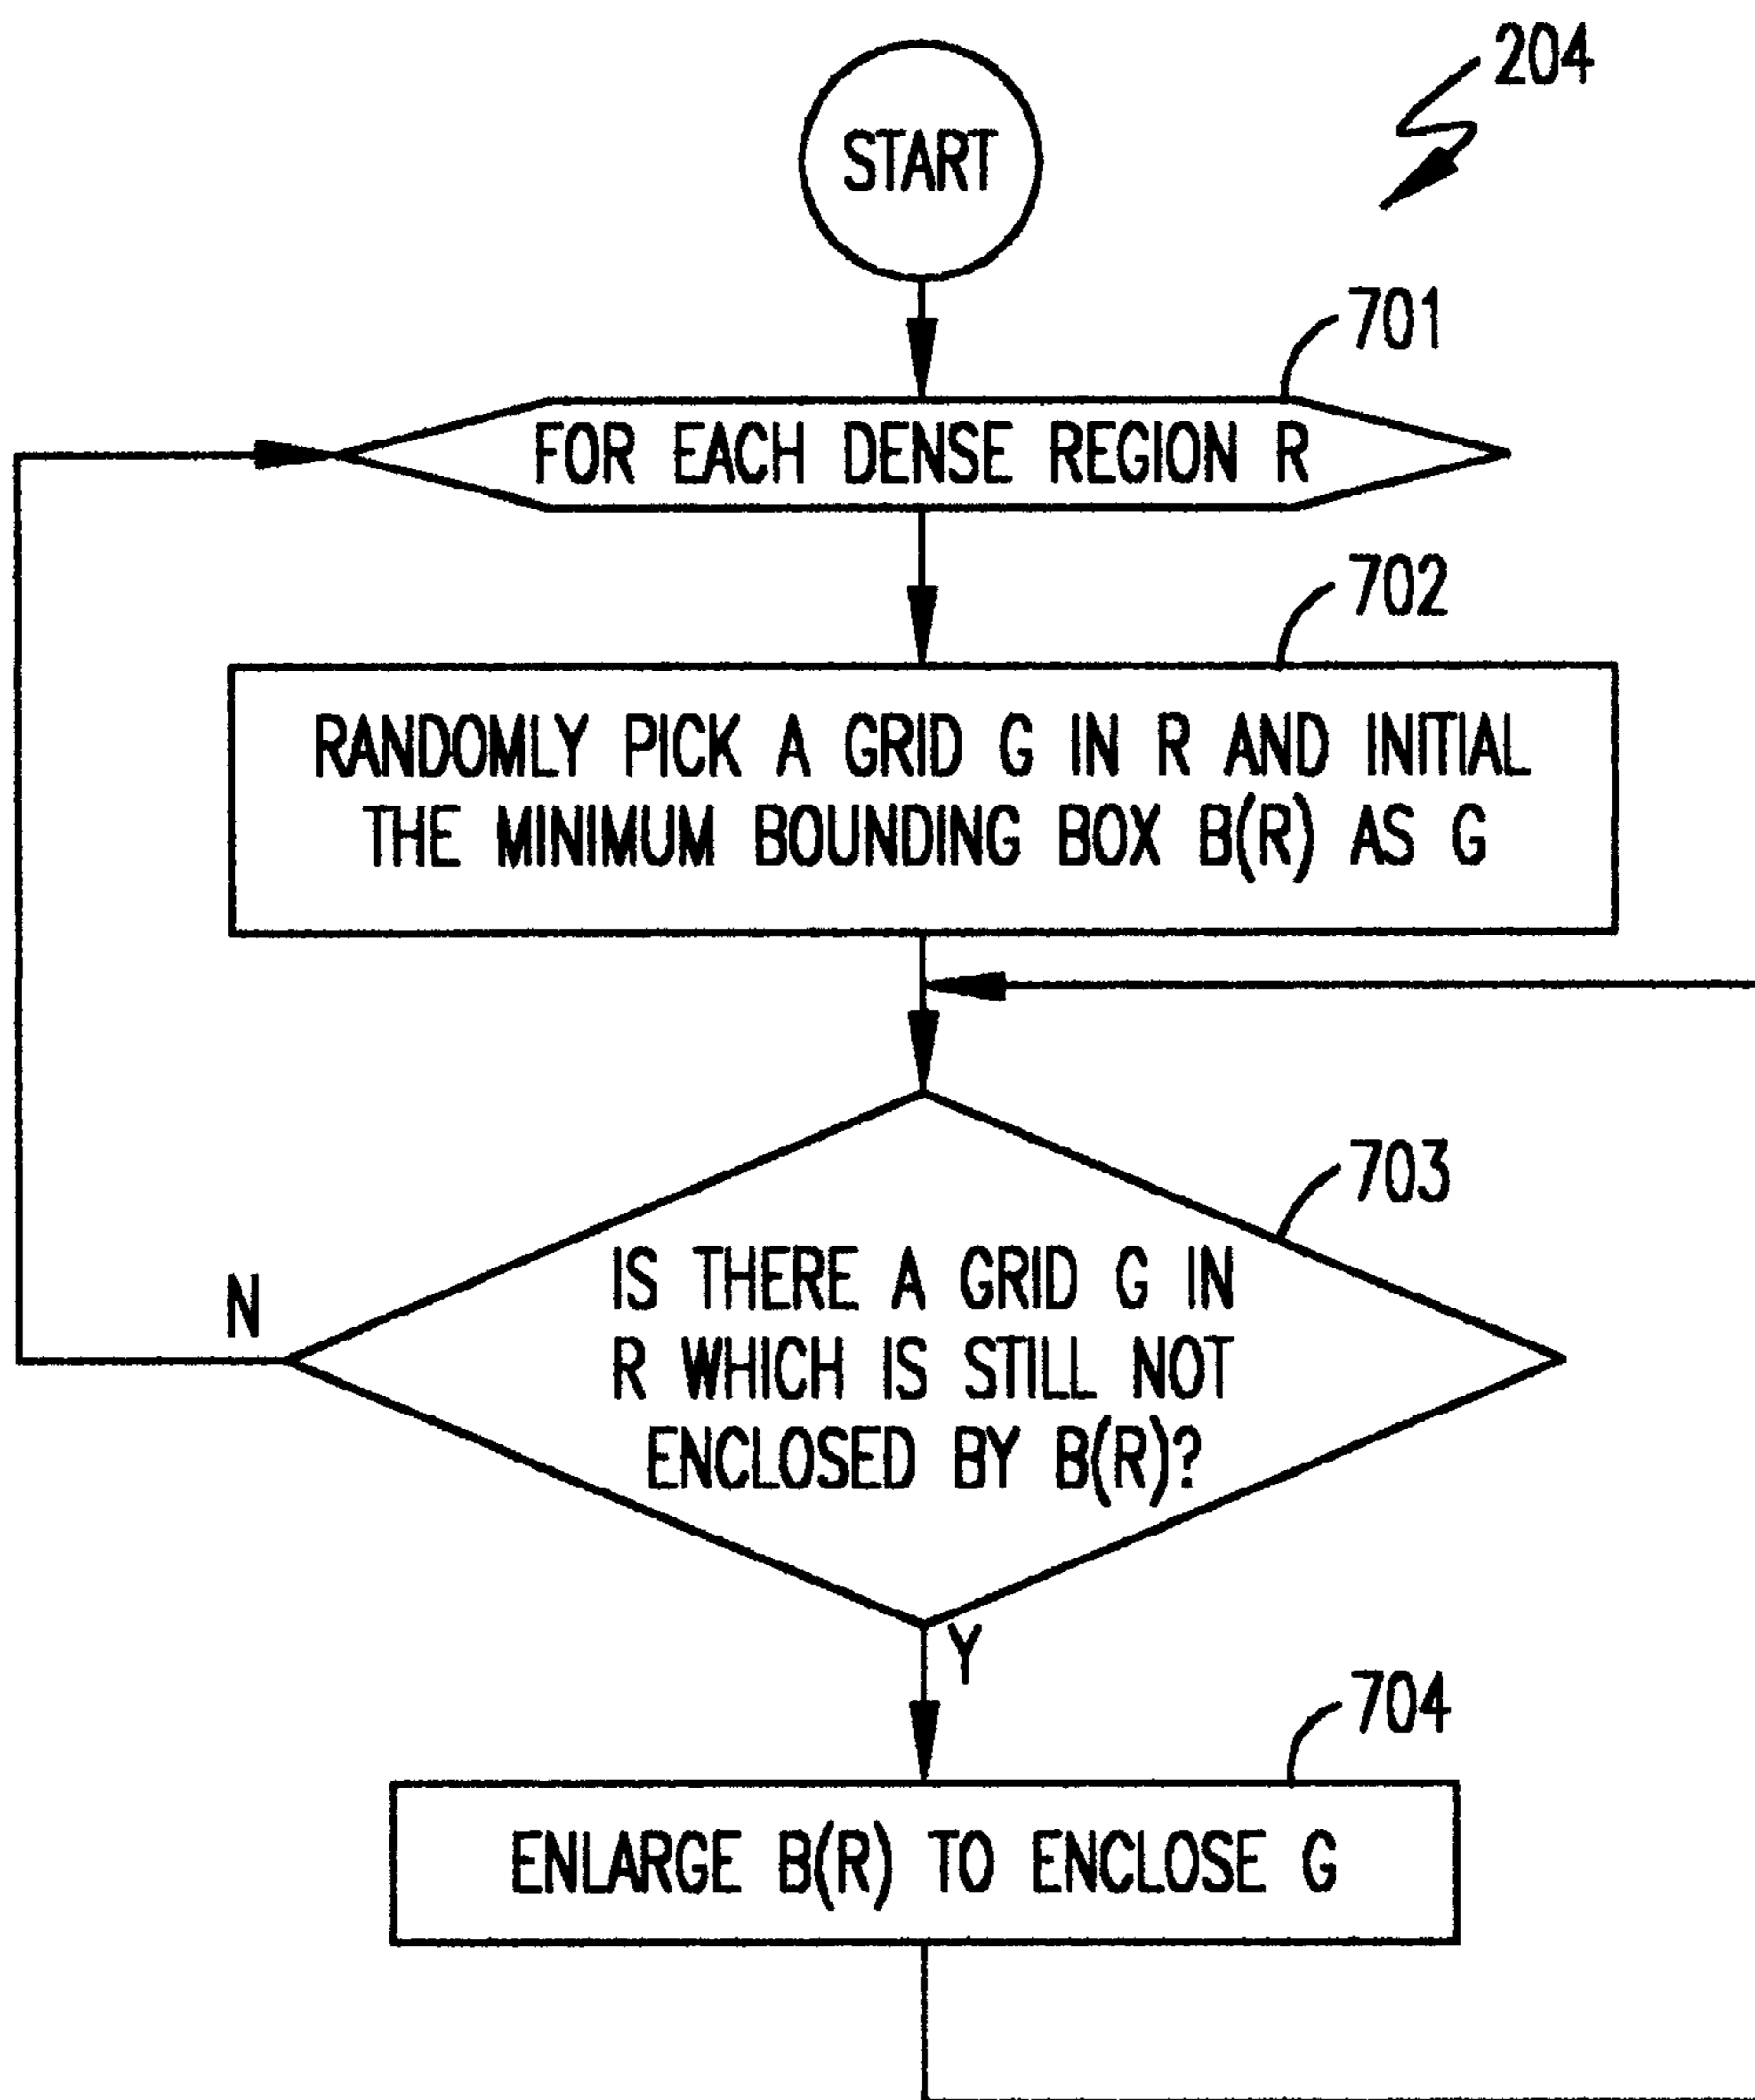 204
START
701
FOR EACH DENSE REGION R
702
RANDOMLY PICK A GRID G IN R AND INITIAL
THE MINIMUM BOUNDING BOX B(R) AS G
703
IS THERE A GRID G IN
R WHICH IS STILL NOT
ENCLOSED BY B(R)?
N
Y
704
ENLARGE B(R) TO ENCLOSE G